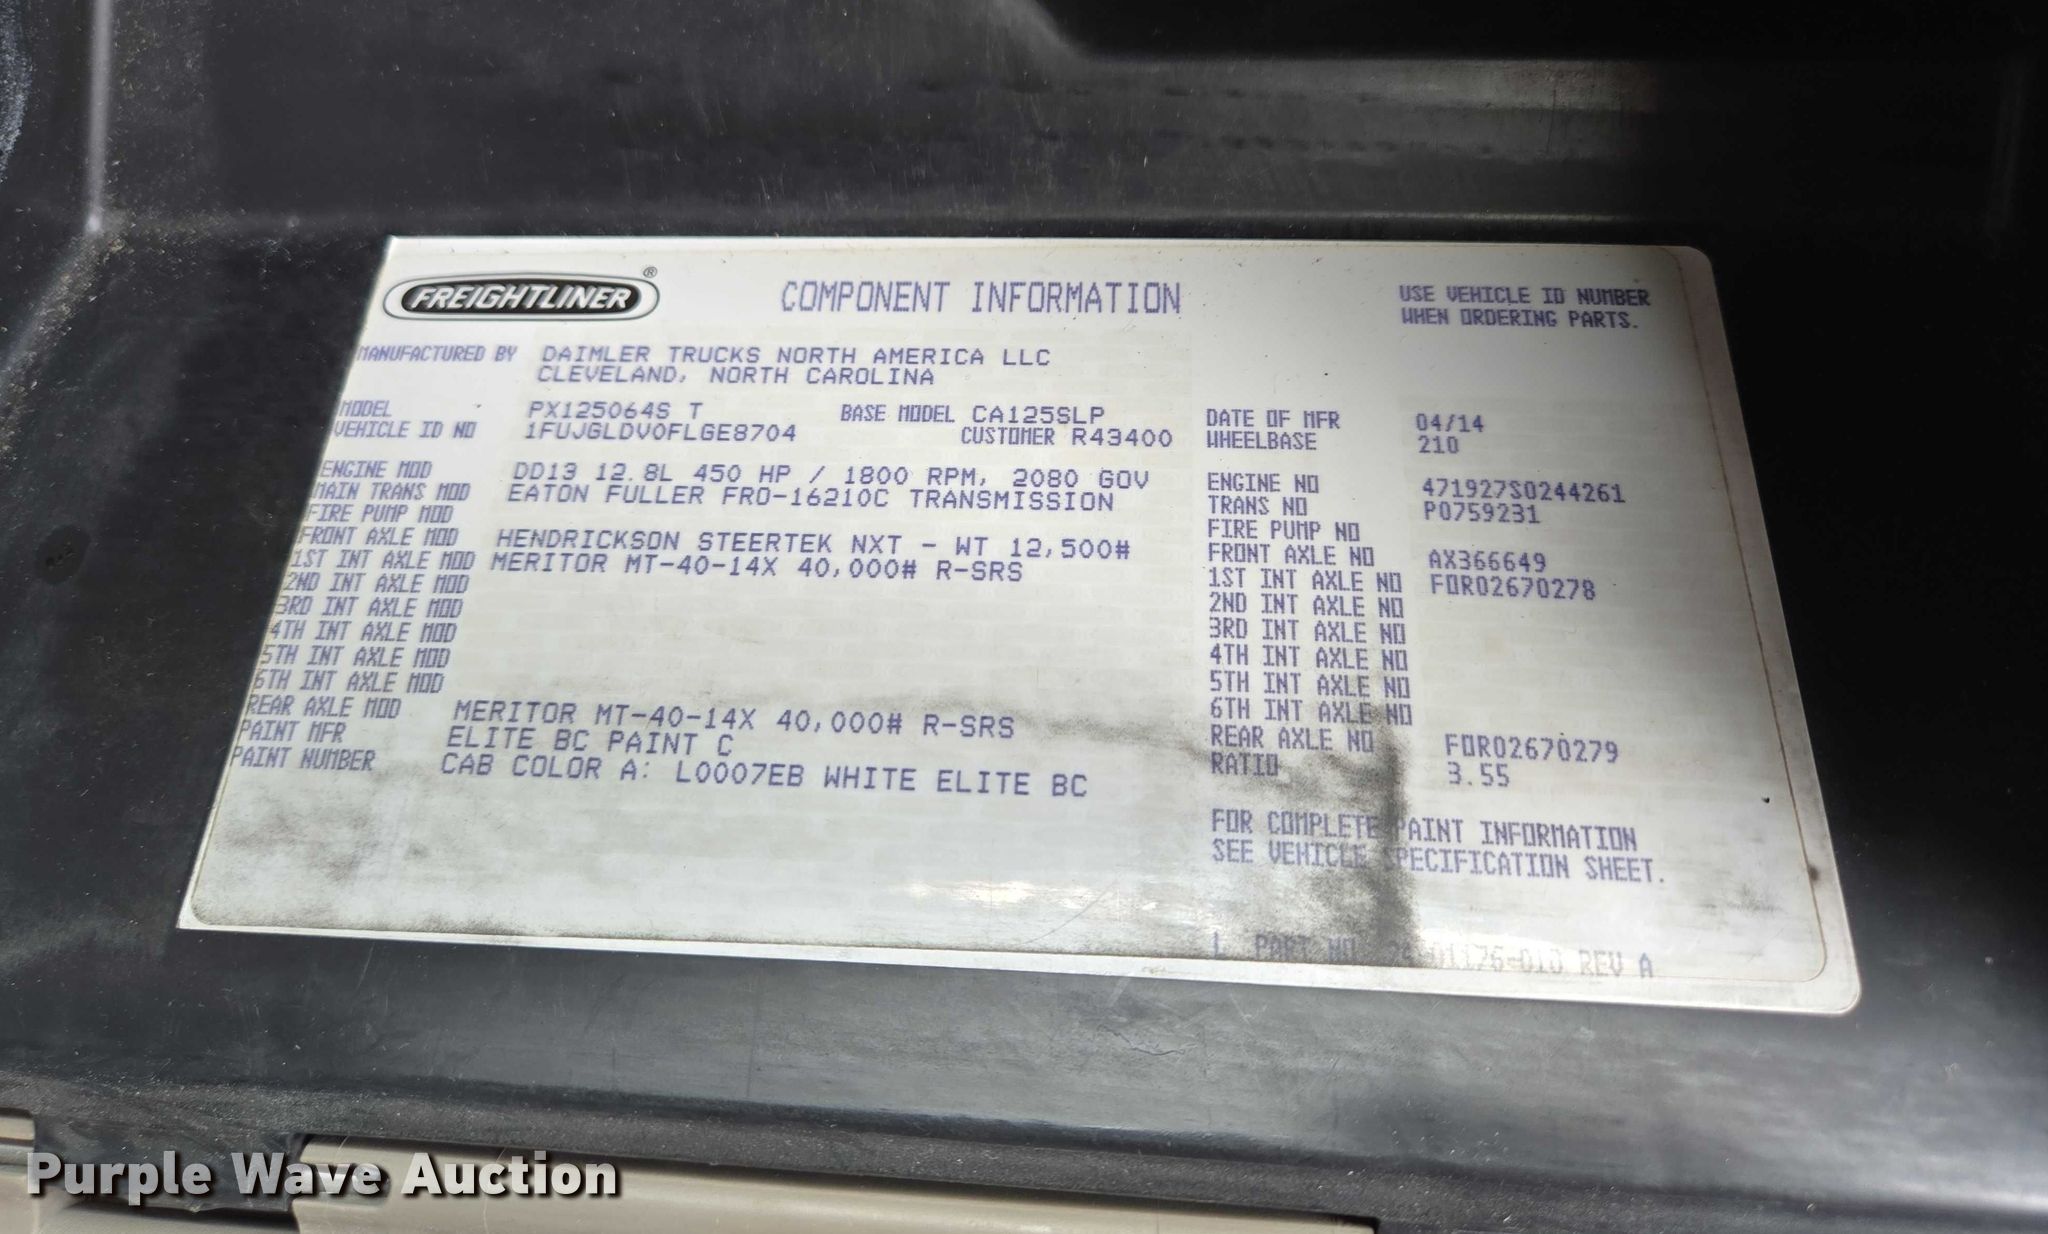 FREIGHTLINER®
COMPONENT INFORMATION
USE VEHICLE ID NUMBER
WHEN ORDERING PARTS.
MANUFACTURED BY DAIMLER TRUCKS NORTH AMERICA LLC
CLEVELAND, NORTH CAROLINA
MODEL PX125064S T BASE MODEL CA125SLP
VEHICLE ID NO 1FUJGLDV0FLGE8704 CUSTOMER R43400
DATE OF MFR 04/14
WHEELBASE 210
ENGINE MOD DD13 12.8L 450 HP / 1800 RPM, 2080 GOV
MAIN TRANS MOD EATON FULLER FRO-16210C TRANSMISSION
FIRE PUMP MOD
FRONT AXLE MOD HENDRICKSON STEERTEK NXT - WT 12,500#
1ST INT AXLE MOD MERITOR MT-40-14X 40,000# R-SRS
2ND INT AXLE MOD
3RD INT AXLE MOD
4TH INT AXLE MOD
5TH INT AXLE MOD
6TH INT AXLE MOD
REAR AXLE MOD MERITOR MT-40-14X 40,000# R-SRS
PAINT MFR ELITE BC PAINT C
PAINT NUMBER CAB COLOR A: L0007EB WHITE ELITE BC
ENGINE NO 471927S0244261
TRANS NO P0759231
FIRE PUMP NO
FRONT AXLE NO AX366649
1ST INT AXLE NO FOR02670278
2ND INT AXLE NO
3RD INT AXLE NO
4TH INT AXLE NO
5TH INT AXLE NO
6TH INT AXLE NO
REAR AXLE NO FOR02670279
RATIO 3.55
FOR COMPLETE PAINT INFORMATION
SEE VEHICLE SPECIFICATION SHEET.
PART NO. REV A
Purple Wave Auction